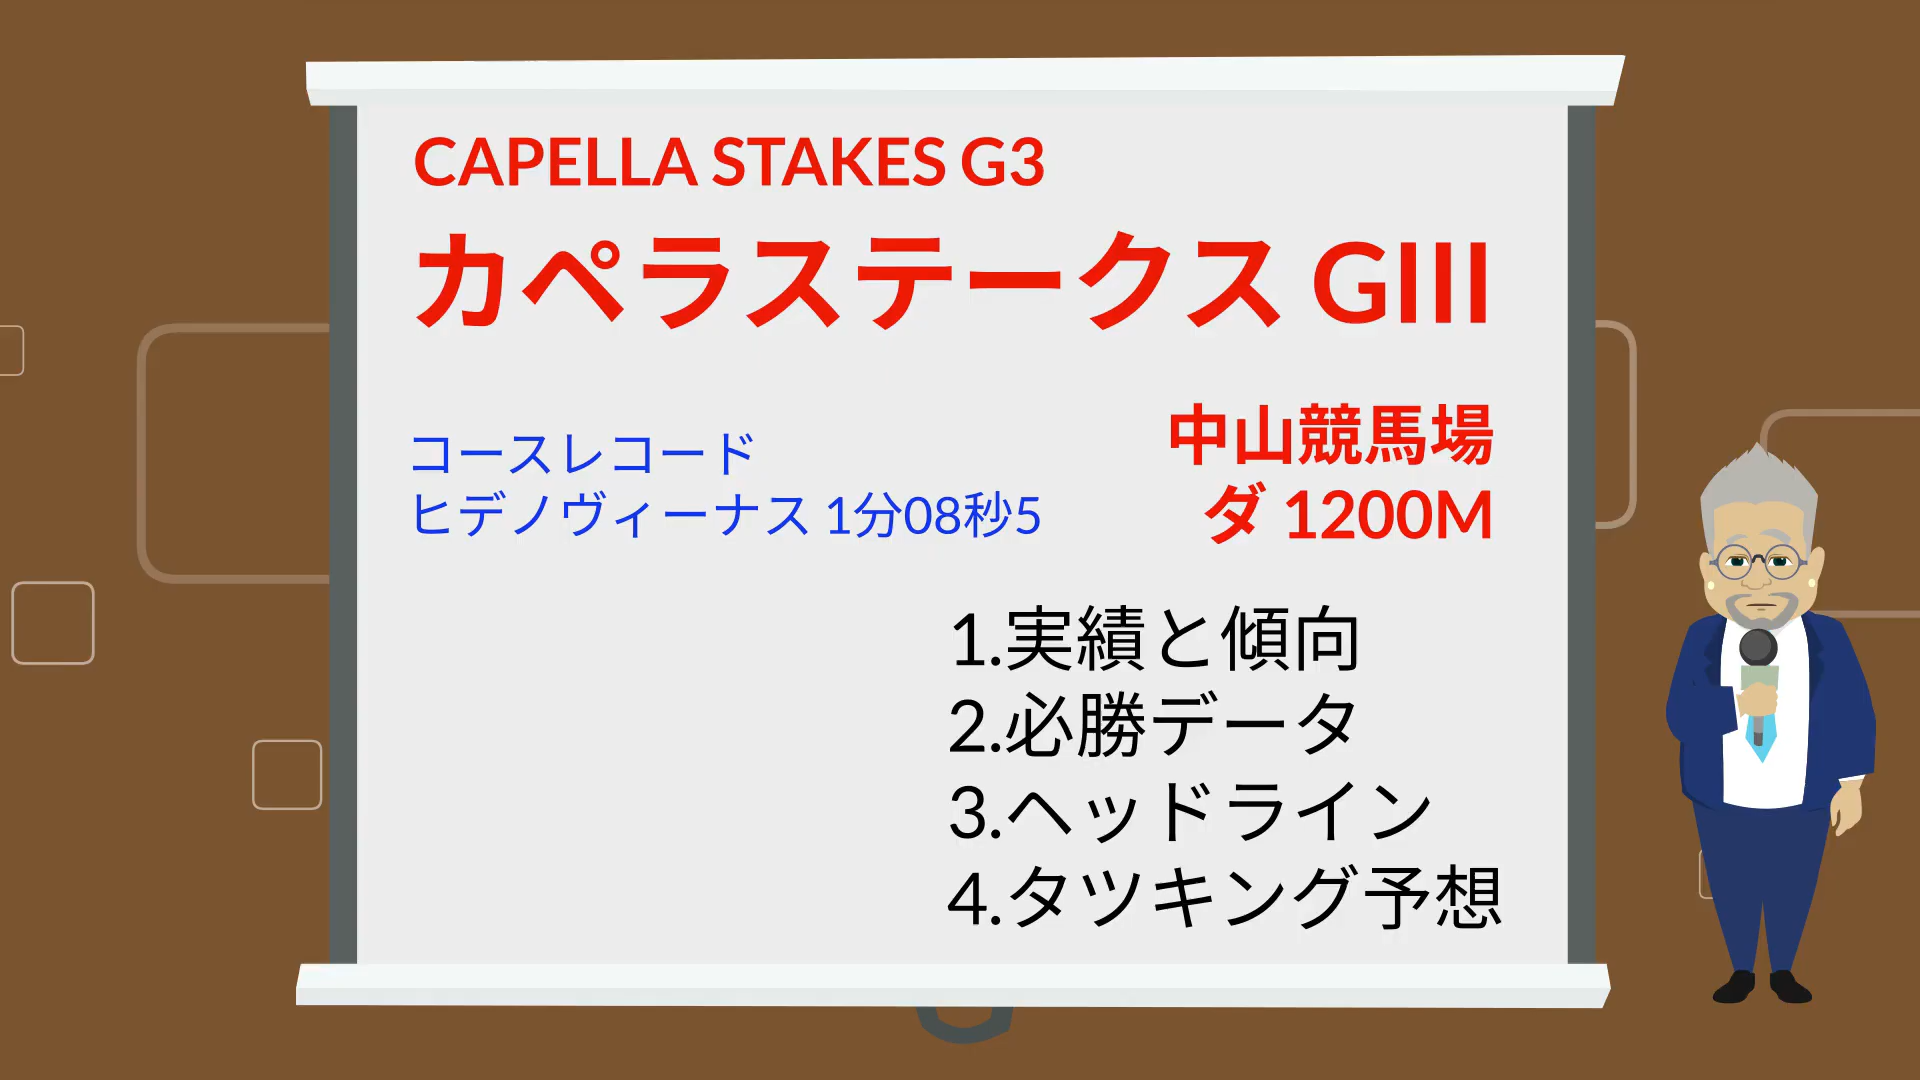 CAPELLA STAKES G3
カペラステークス GIII
コースレコード
ヒデノヴィーナス 1分08秒5
中山競馬場
ダ 1200M
1.実績と傾向
2.必勝データ
3.ヘッドライン
4.タツキング予想